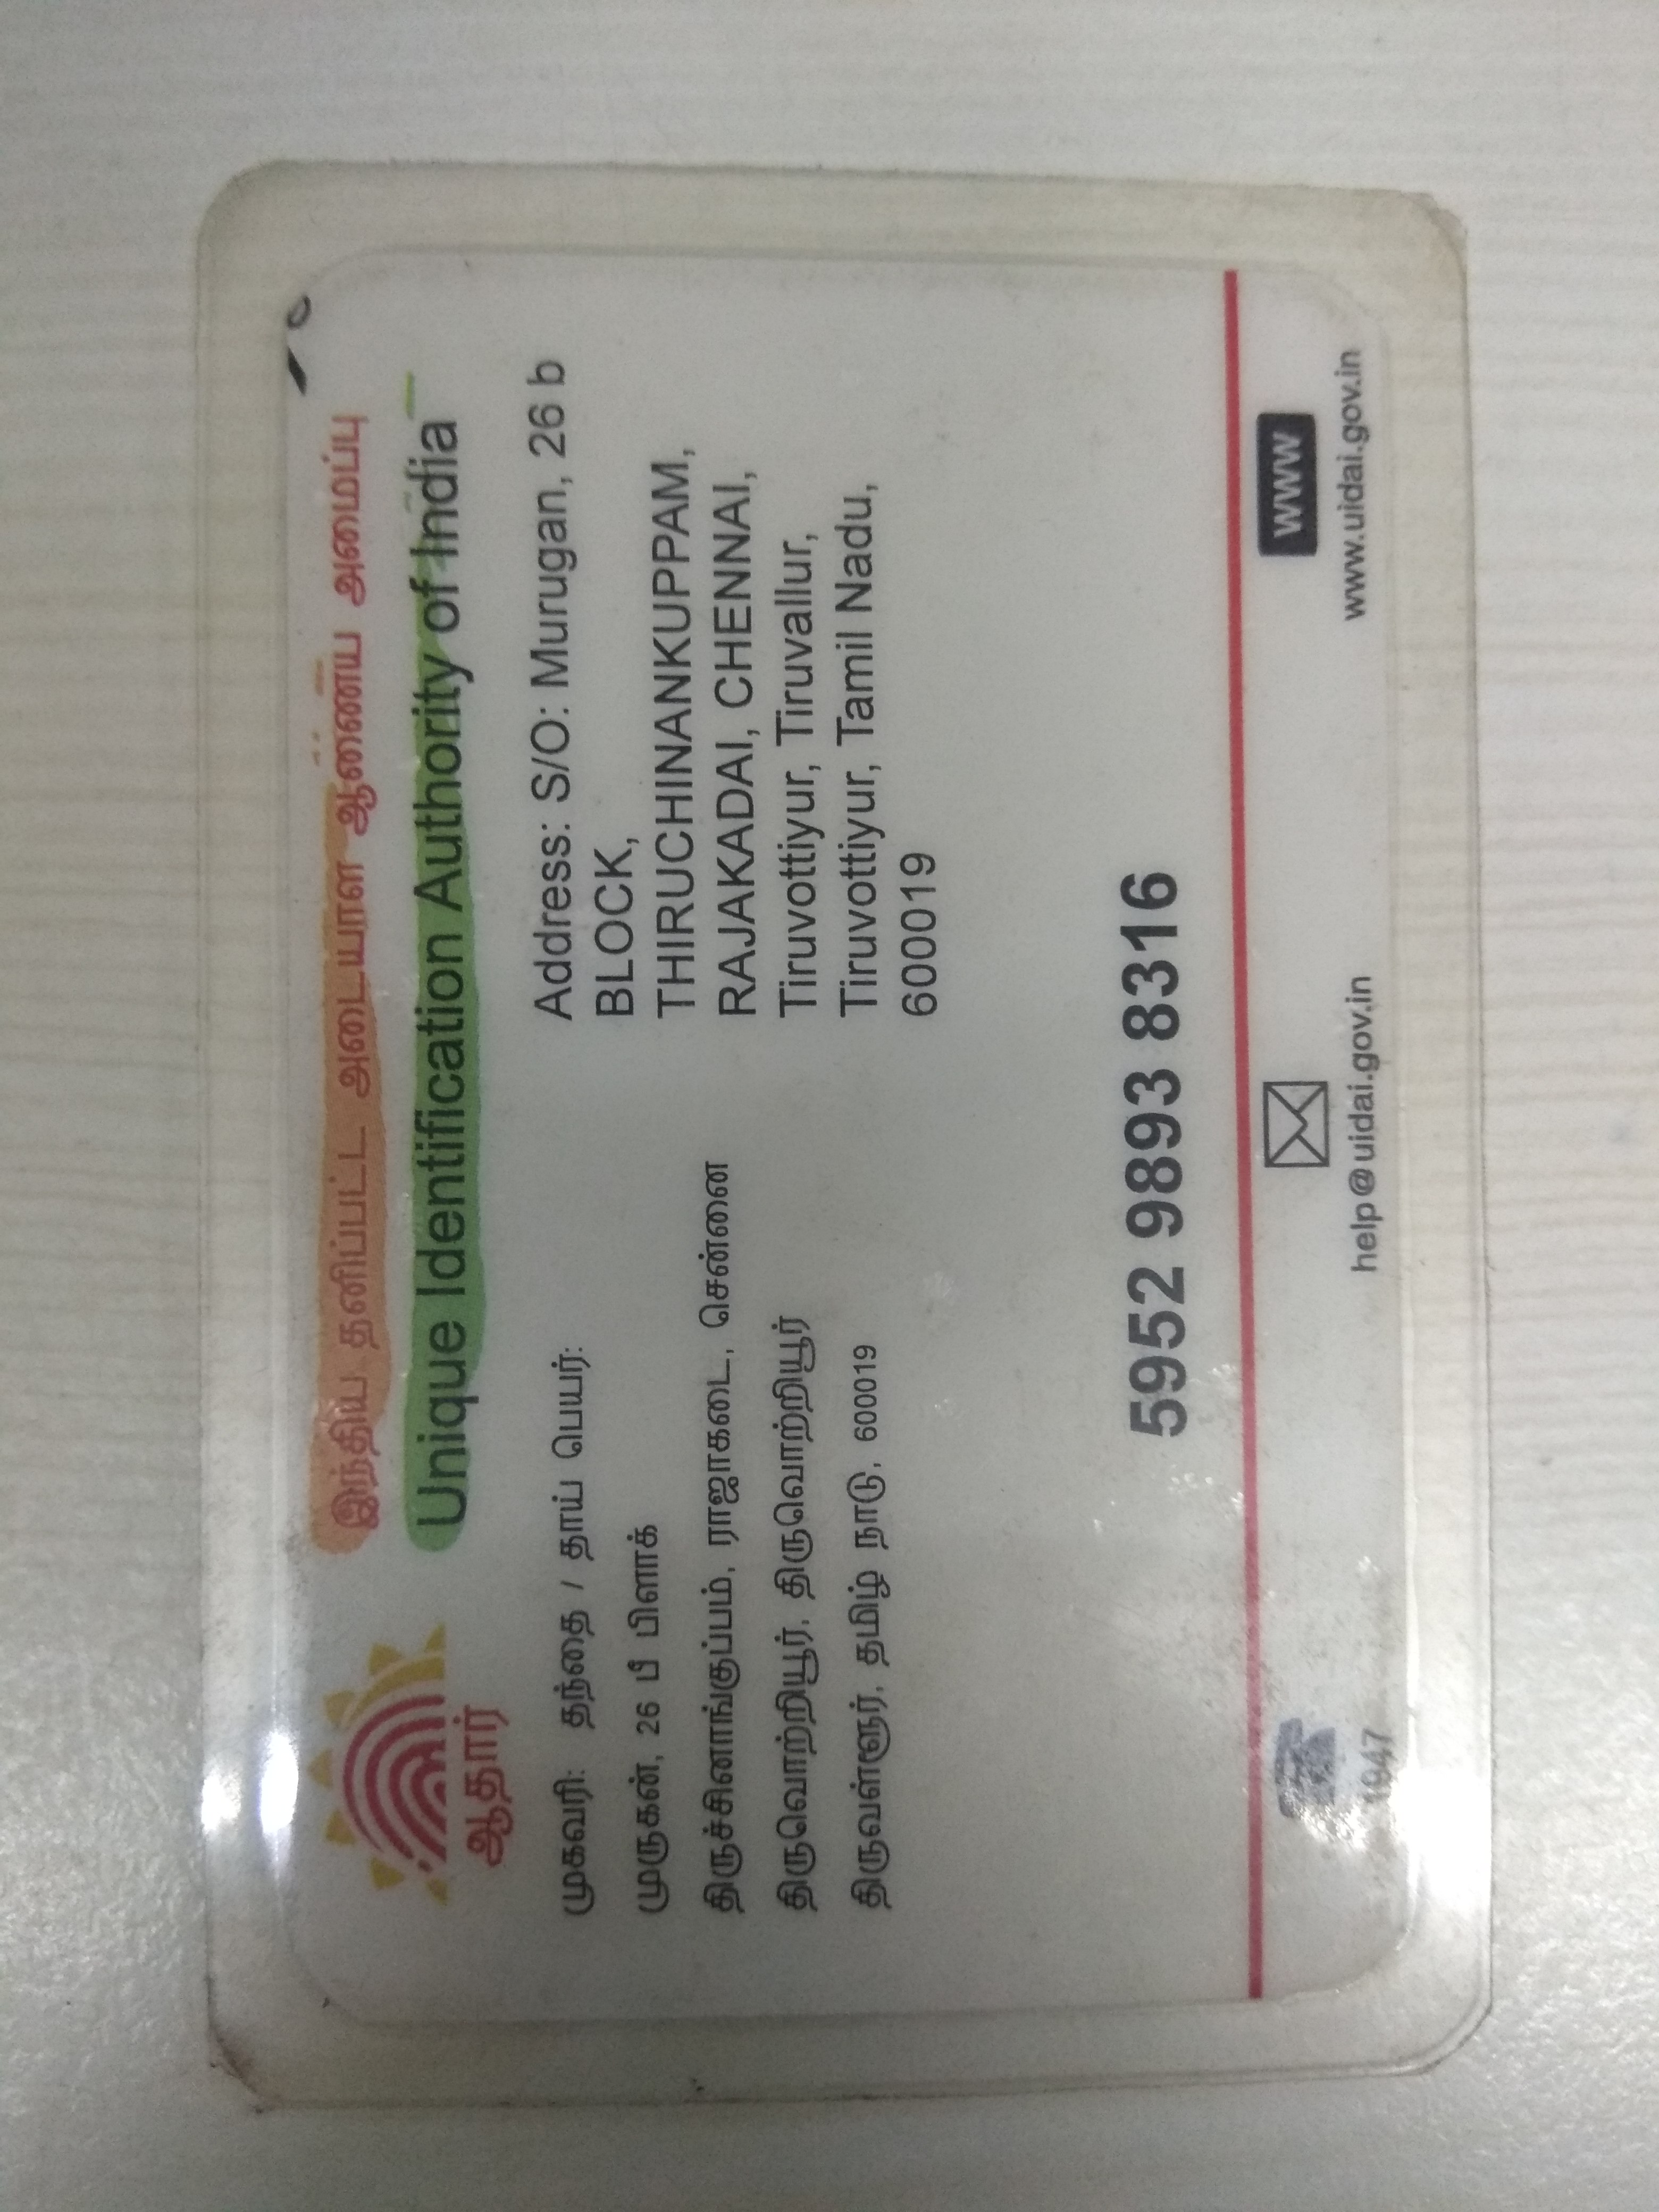 இந்திய தனிப்பட்ட அடையாள ஆணைய அமைப்பு
Unique Identification Authority of India
ஆதார்
முகவரி: தந்தை / தாய் பெயர்:
முருகன், 26 பீ பிளாக்
திருச்சினாங்குப்பம், ராஜாகடை, சென்னை
திருவொற்றியூர், திருவொற்றியூர்
திருவள்ளூர், தமிழ் நாடு, 600019
Address: S/O: Murugan, 26 b
BLOCK,
THIRUCHINANKUPPAM,
RAJAKADAI, CHENNAI,
Tiruvottiyur, Tiruvallur,
Tiruvottiyur, Tamil Nadu,
600019
5952 9893 8316
1947
help@uidai.gov.in
WWW
www.uidai.gov.in